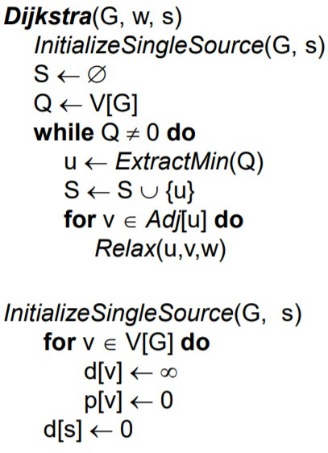 Dijkstra(G, w, s)
InitializeSingleSource(G, s)
S ← ∅
Q ← V[G]
while Q ≠ 0 do
u ← ExtractMin(Q)
S ← S ∪ {u}
for v ∈ Adj[u] do
Relax(u,v,w)
InitializeSingleSource(G, s)
for v ∈ V[G] do
d[v] ← ∞
p[v] ← 0
d[s] ← 0